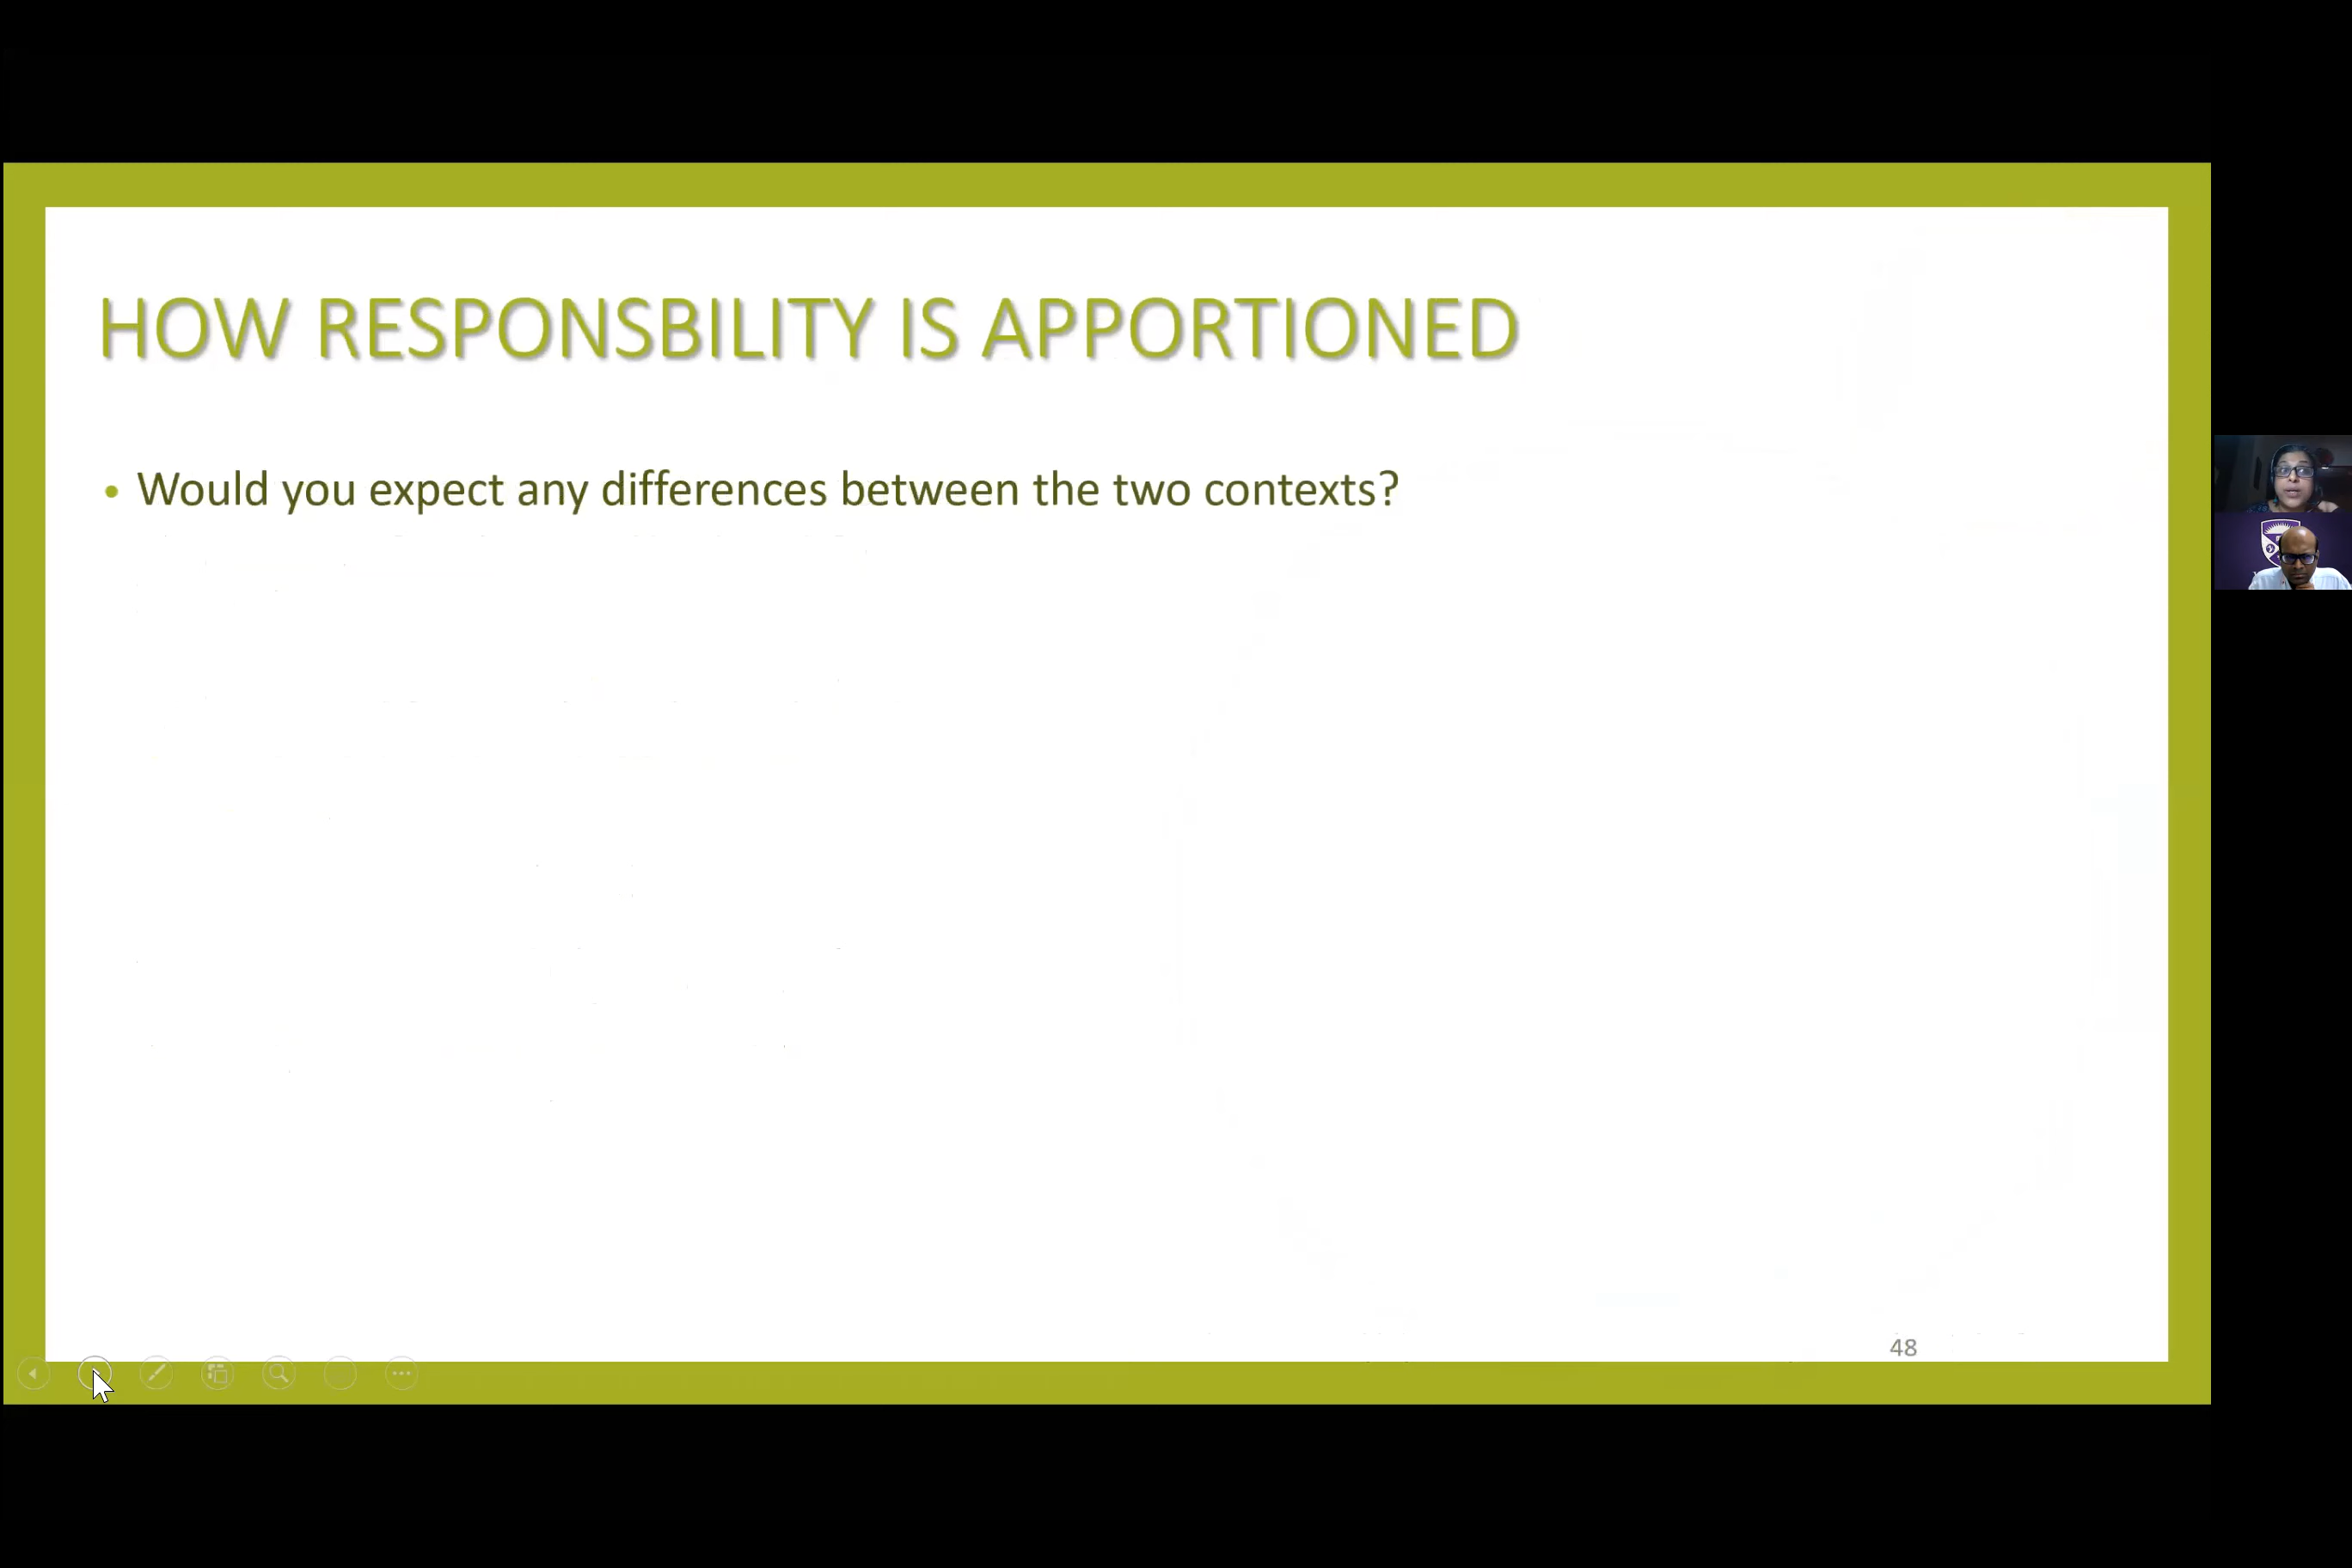 HOW RESPONSBILITY IS APPORTIONED
• Would you expect any differences between the two contexts?
48